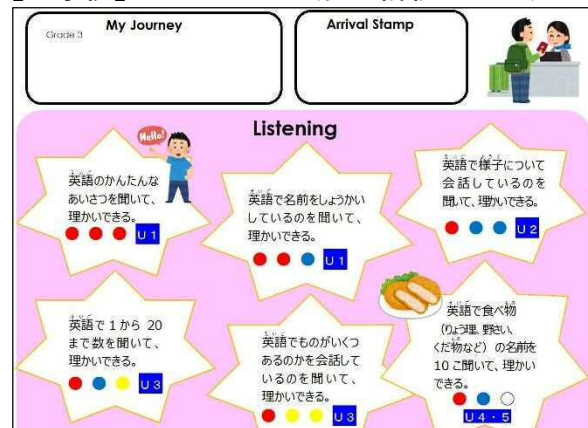 Grade 3
My Journey
Arrival Stamp
Listening
Hello!
英語のかんたんな
あいさつを聞いて、
理かいできる。
U1
英語で名前をしょうかい
しているのを聞いて、
理かいできる。
U1
英語で様子について
会話しているのを
聞いて、理かいできる。
U2
英語で1から 20
まで数を聞いて、
理かいできる。
U3
英語でものがいくつ
あるのかを会話して
いるのを聞いて、
理かいできる。
U3
英語で食べ物
(りょう理、野さい、
くだ物など)の名前を
10こ聞いて、理かい
できる。
U4・5